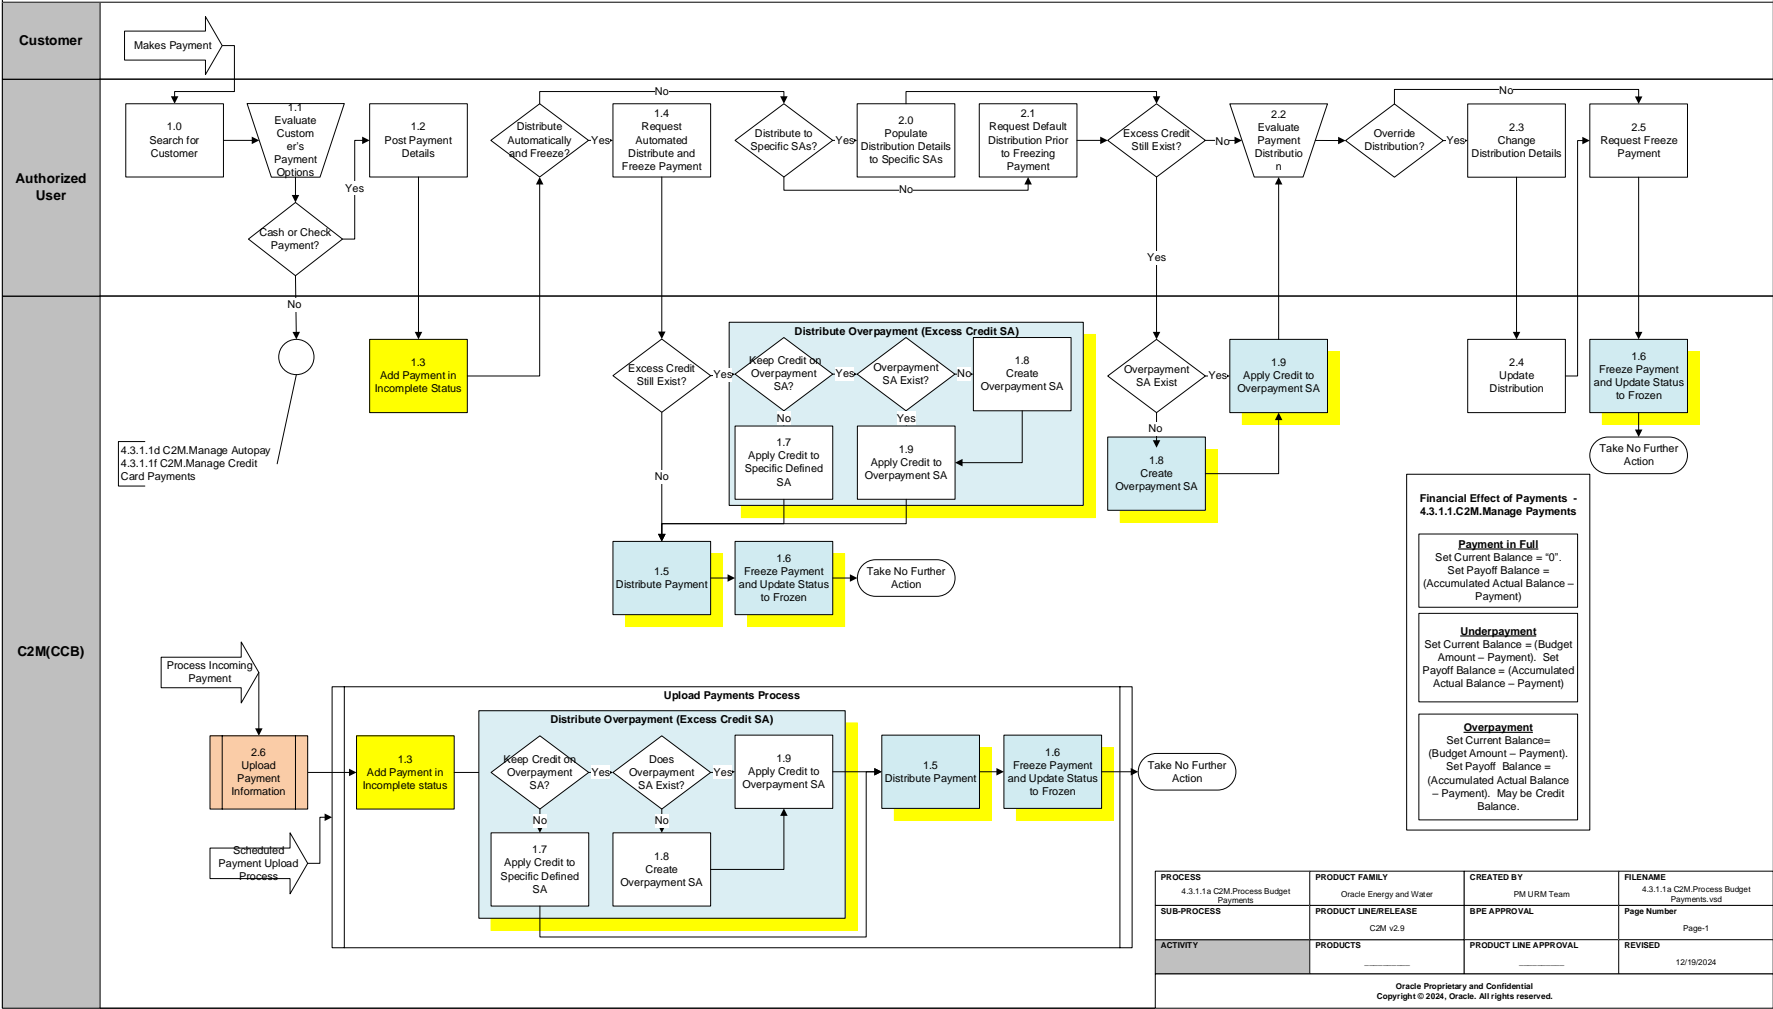 Customer
Makes Payment
Authorized
User
1.0
Search for
Customer
1.1
Evaluate
Custom
er's
Payment
Options
Cash or Check
Payment?
Yes
No
1.2
Post Payment
Details
Distribute
Automatically
and Freeze?
No
Yes
1.4
Request
Automated
Distribute and
Freeze Payment
Distribute to
Specific SAs?
Yes
No
2.0
Populate
Distribution Details
to Specific SAs
2.1
Request Default
Distribution Prior
to Freezing
Payment
Excess Credit
Still Exist?
No
Yes
2.2
Evaluate
Payment
Distributio
n
Override
Distribution?
No
Yes
2.3
Change
Distribution Details
2.5
Request Freeze
Payment
C2M(CCB)
4.3.1.1d C2M.Manage Autopay
4.3.1.1f C2M.Manage Credit
Card Payments
1.3
Add Payment in
Incomplete Status
Excess Credit
Still Exist?
Yes
No
Distribute Overpayment (Excess Credit SA)
Keep Credit on
Overpayment
SA?
Yes
No
Overpayment
SA Exist?
No
Yes
1.8
Create
Overpayment SA
1.7
Apply Credit to
Specific Defined
SA
1.9
Apply Credit to
Overpayment SA
1.5
Distribute Payment
1.6
Freeze Payment
and Update Status
to Frozen
Take No Further
Action
Overpayment
SA Exist
Yes
No
1.9
Apply Credit to
Overpayment SA
1.8
Create
Overpayment SA
2.4
Update
Distribution
1.6
Freeze Payment
and Update Status
to Frozen
Take No Further
Action
Financial Effect of Payments -
4.3.1.1.C2M.Manage Payments
Payment in Full
Set Current Balance = “0”.
Set Payoff Balance =
(Accumulated Actual Balance –
Payment)
Underpayment
Set Current Balance = (Budget
Amount – Payment). Set
Payoff Balance = (Accumulated
Actual Balance – Payment)
Overpayment
Set Current Balance=
(Budget Amount – Payment).
Set Payoff Balance =
(Accumulated Actual Balance
– Payment). May be Credit
Balance.
Process Incoming
Payment
2.6
Upload
Payment
Information
Scheduled
Payment Upload
Process
Upload Payments Process
1.3
Add Payment in
Incomplete status
Distribute Overpayment (Excess Credit SA)
Keep Credit on
Overpayment
SA?
Yes
No
Does
Overpayment
SA Exist?
Yes
No
1.9
Apply Credit to
Overpayment SA
1.7
Apply Credit to
Specific Defined
SA
1.8
Create
Overpayment SA
1.5
Distribute Payment
1.6
Freeze Payment
and Update Status
to Frozen
Take No Further
Action
PROCESS
4.3.1.1a C2M.Process Budget
Payments
PRODUCT FAMILY
Oracle Energy and Water
CREATED BY
PM URM Team
FILENAME
4.3.1.1a C2M.Process Budget
Payments.vsd
SUB-PROCESS
PRODUCT LINE/RELEASE
C2M v2.9
BPE APPROVAL
Page Number
Page-1
ACTIVITY
PRODUCTS
PRODUCT LINE APPROVAL
REVISED
12/19/2024
Oracle Proprietary and Confidential
Copyright © 2024, Oracle. All rights reserved.